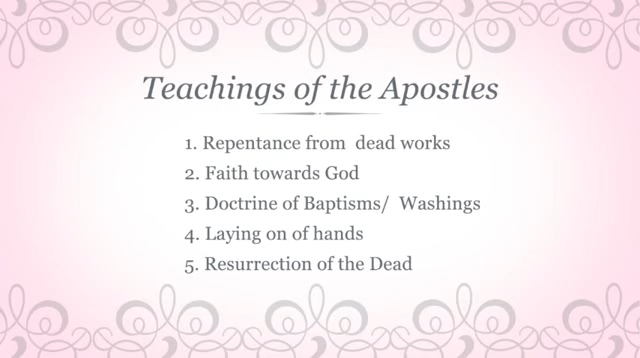 Teachings of the Apostles
1. Repentance from dead works
2. Faith towards God
3. Doctrine of Baptisms/ Washings
4. Laying on of hands
5. Resurrection of the Dead